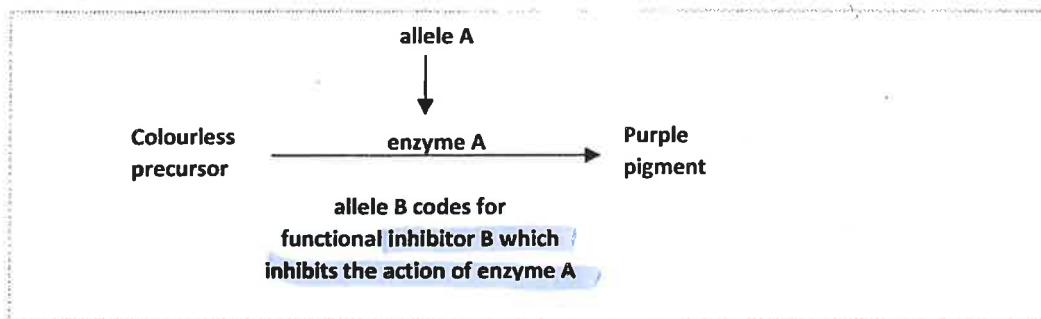 allele A
Colourless
precursor
enzyme A
Purple
pigment
allele B codes for
functional inhibitor B which
inhibits the action of enzyme A